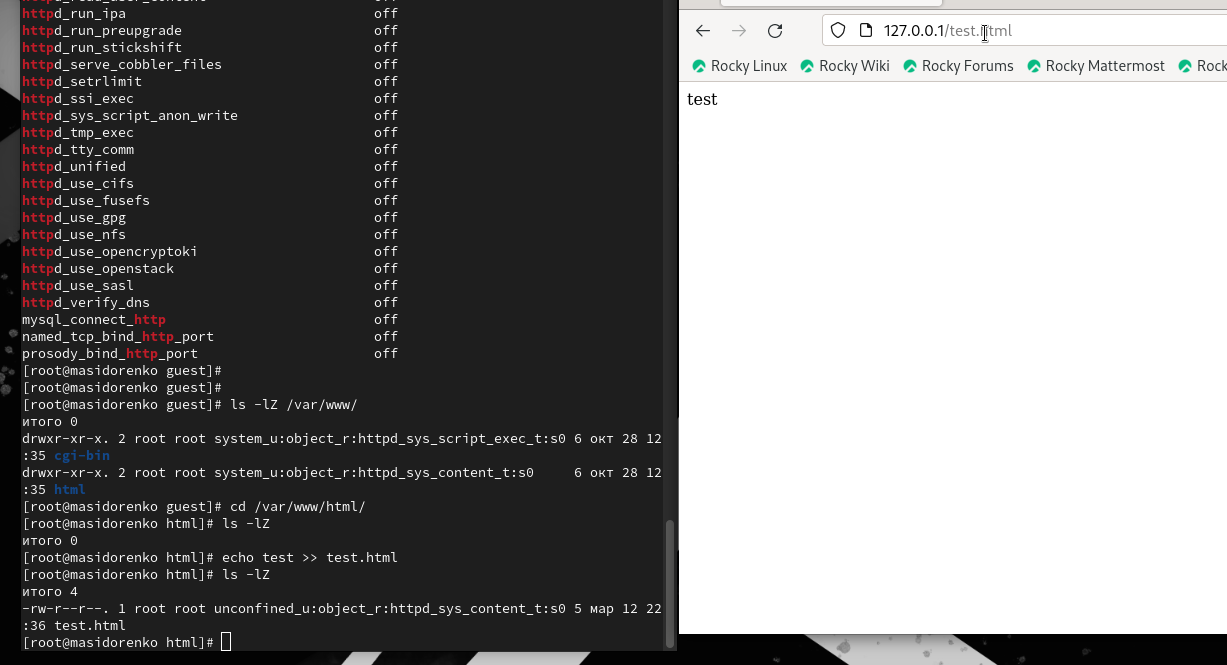 httpd_run_ipa off
httpd_run_preupgrade off
httpd_run_stickshift off
httpd_serve_cobbler_files off
httpd_setrlimit off
httpd_ssi_exec off
httpd_sys_script_anon_write off
httpd_tmp_exec off
httpd_tty_comm off
httpd_unified off
httpd_use_cifs off
httpd_use_fusefs off
httpd_use_gpg off
httpd_use_nfs off
httpd_use_opencryptoki off
httpd_use_openstack off
httpd_use_sasl off
httpd_verify_dns off
mysql_connect_http off
named_tcp_bind_http_port off
prosody_bind_http_port off
[root@masidorenko guest]#
[root@masidorenko guest]#
[root@masidorenko guest]# ls -lZ /var/www/
итого 0
drwxr-xr-x. 2 root root system_u:object_r:httpd_sys_script_exec_t:s0 6 окт 28 12
:35 cgi-bin
drwxr-xr-x. 2 root root system_u:object_r:httpd_sys_content_t:s0 6 окт 28 12
:35 html
[root@masidorenko guest]# cd /var/www/html/
[root@masidorenko html]# ls -lZ
итого 0
[root@masidorenko html]# echo test >> test.html
[root@masidorenko html]# ls -lZ
итого 4
-rw-r--r--. 1 root root unconfined_u:object_r:httpd_sys_content_t:s0 5 мар 12 22
:36 test.html
[root@masidorenko html]#
127.0.0.1/test.html
Rocky Linux Rocky Wiki Rocky Forums Rocky Mattermost Rock
test